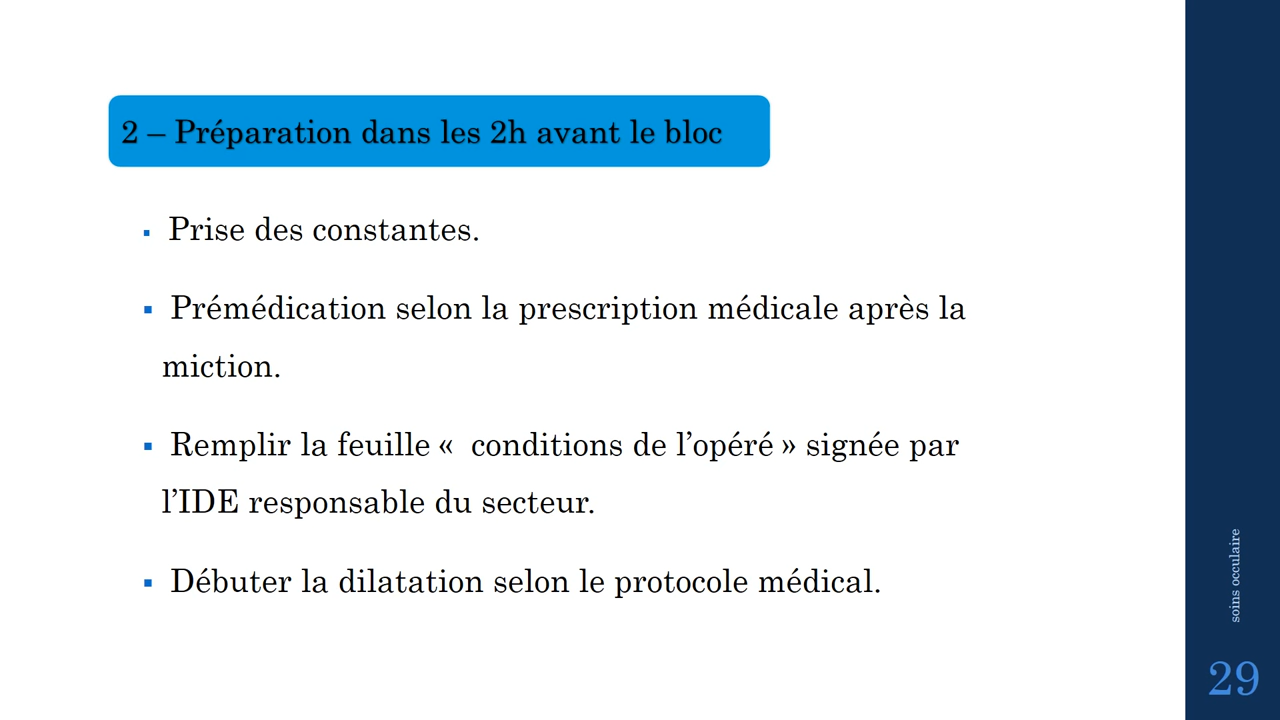 2 – Préparation dans les 2h avant le bloc
▪ Prise des constantes.
▪ Prémédication selon la prescription médicale après la
miction.
▪ Remplir la feuille «  conditions de l’opéré » signée par
l’IDE responsable du secteur.
▪ Débuter la dilatation selon le protocole médical.
soins occulaire
29